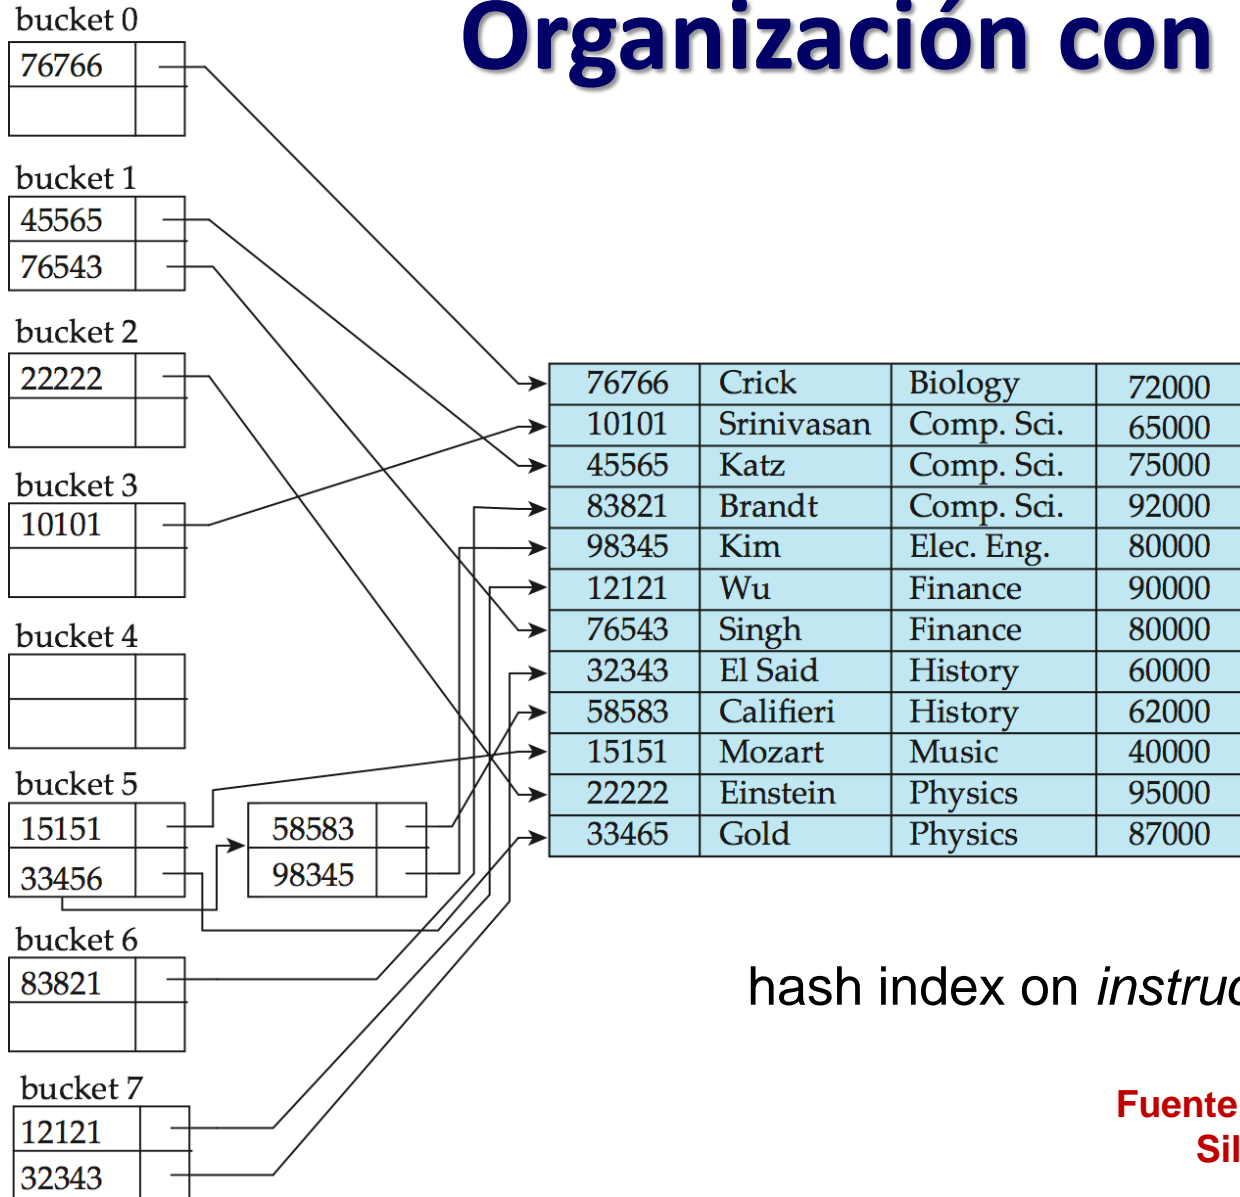 Organización con
bucket 0
76766
bucket 1
45565
76543
bucket 2
22222
bucket 3
10101
bucket 4
bucket 5
15151
33456
58583
98345
bucket 6
83821
bucket 7
12121
32343
76766 Crick Biology 72000
10101 Srinivasan Comp. Sci. 65000
45565 Katz Comp. Sci. 75000
83821 Brandt Comp. Sci. 92000
98345 Kim Elec. Eng. 80000
12121 Wu Finance 90000
76543 Singh Finance 80000
32343 El Said History 60000
58583 Califieri History 62000
15151 Mozart Music 40000
22222 Einstein Physics 95000
33465 Gold Physics 87000
hash index on instruc
Fuente
Sil